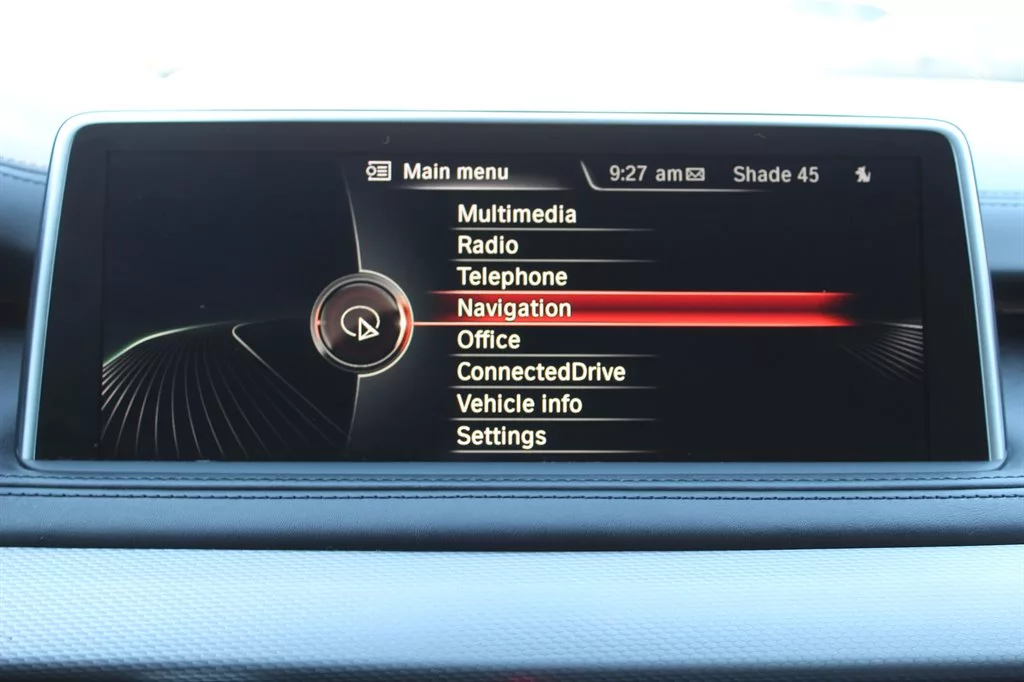 Main menu 9:27 am Shade 45
Multimedia
Radio
Telephone
Navigation
Office
ConnectedDrive
Vehicle info
Settings